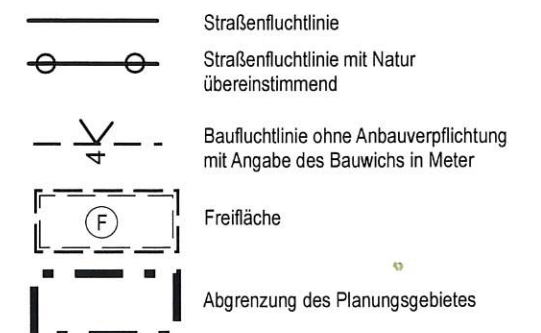 Straßenfluchtlinie
Straßenfluchtlinie mit Natur
übereinstimmend
Baufluchtlinie ohne Anbauverpflichtung
4
mit Angabe des Bauwichs in Meter
F
Freifläche
Abgrenzung des Planungsgebietes